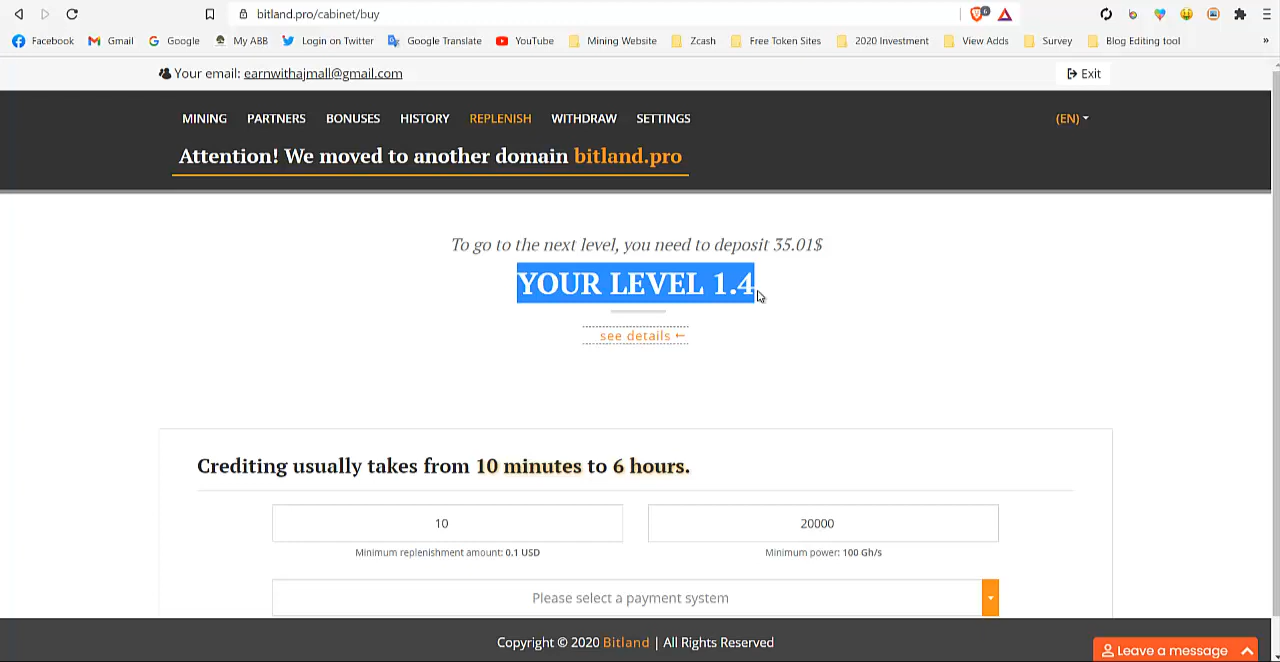 bitland.pro/cabinet/buy
6
Facebook Gmail Google My ABB Login on Twitter Google Translate YouTube Mining Website Zcash Free Token Sites 2020 Investment View Adds Survey Blog Editing tool »
Your email: earnwithajmall@gmail.com Exit
MINING PARTNERS BONUSES HISTORY REPLENISH WITHDRAW SETTINGS (EN)
Attention! We moved to another domain bitland.pro
To go to the next level, you need to deposit 35.01$
YOUR LEVEL 1.4
see details ←
Crediting usually takes from 10 minutes to 6 hours.
10 20000
Minimum replenishment amount: 0.1 USD Minimum power: 100 Gh/s
Please select a payment system
Copyright © 2020 Bitland | All Rights Reserved
Leave a message